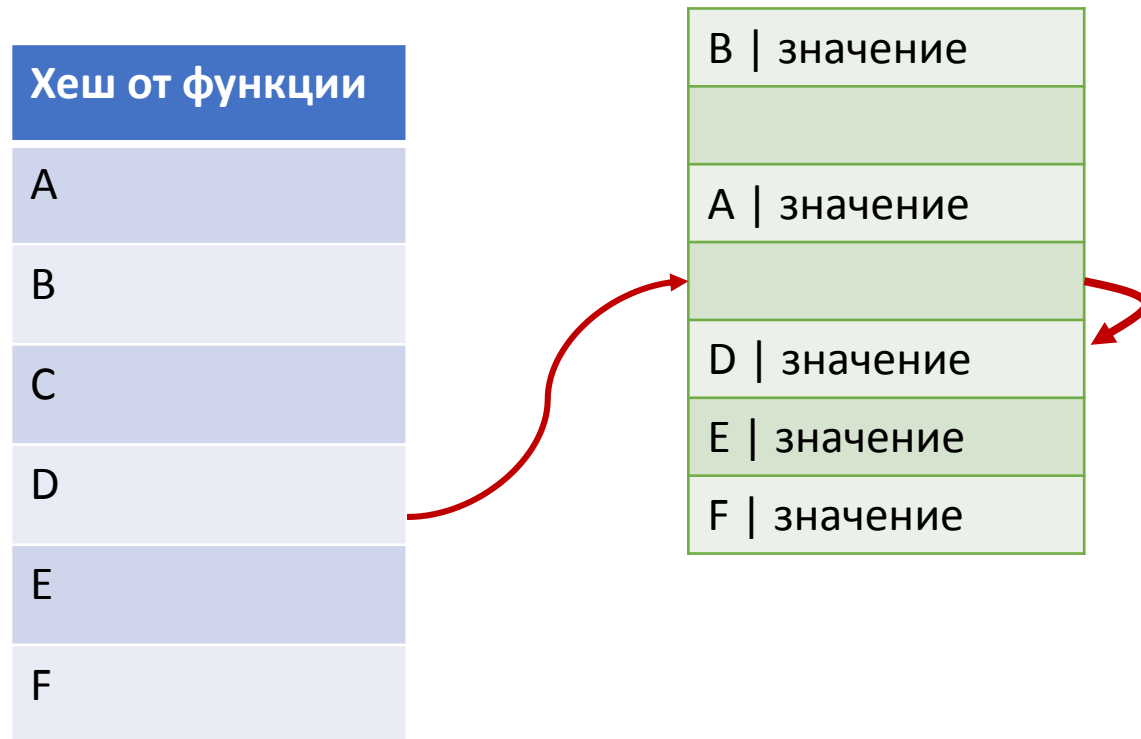 Хеш от функции
A
B
C
D
E
F
B | значение
A | значение
D | значение
E | значение
F | значение